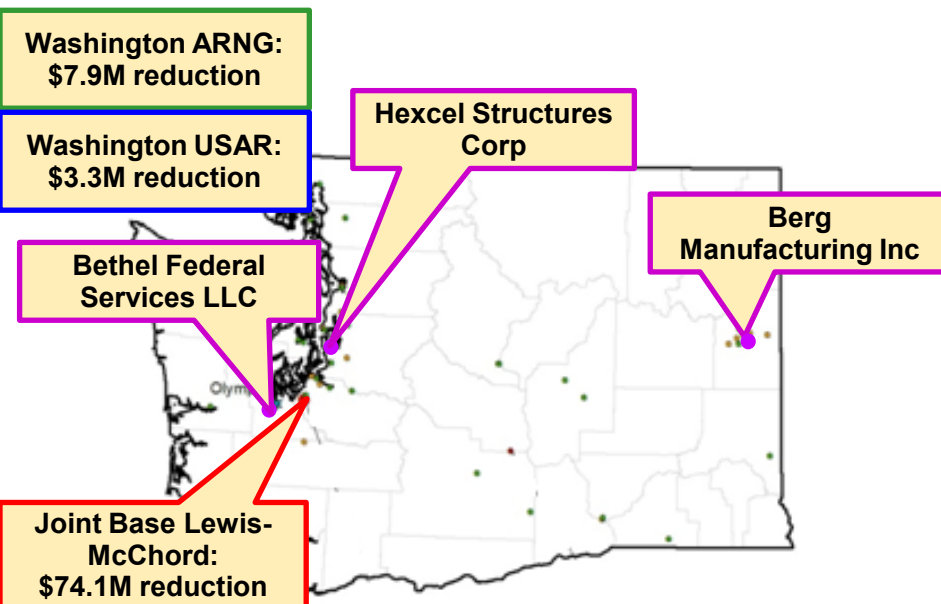 Washington ARNG:
$7.9M reduction
Washington USAR:
$3.3M reduction
Hexcel Structures
Corp
Berg
Manufacturing Inc
Bethel Federal
Services LLC
Joint Base Lewis-
McChord:
$74.1M reduction